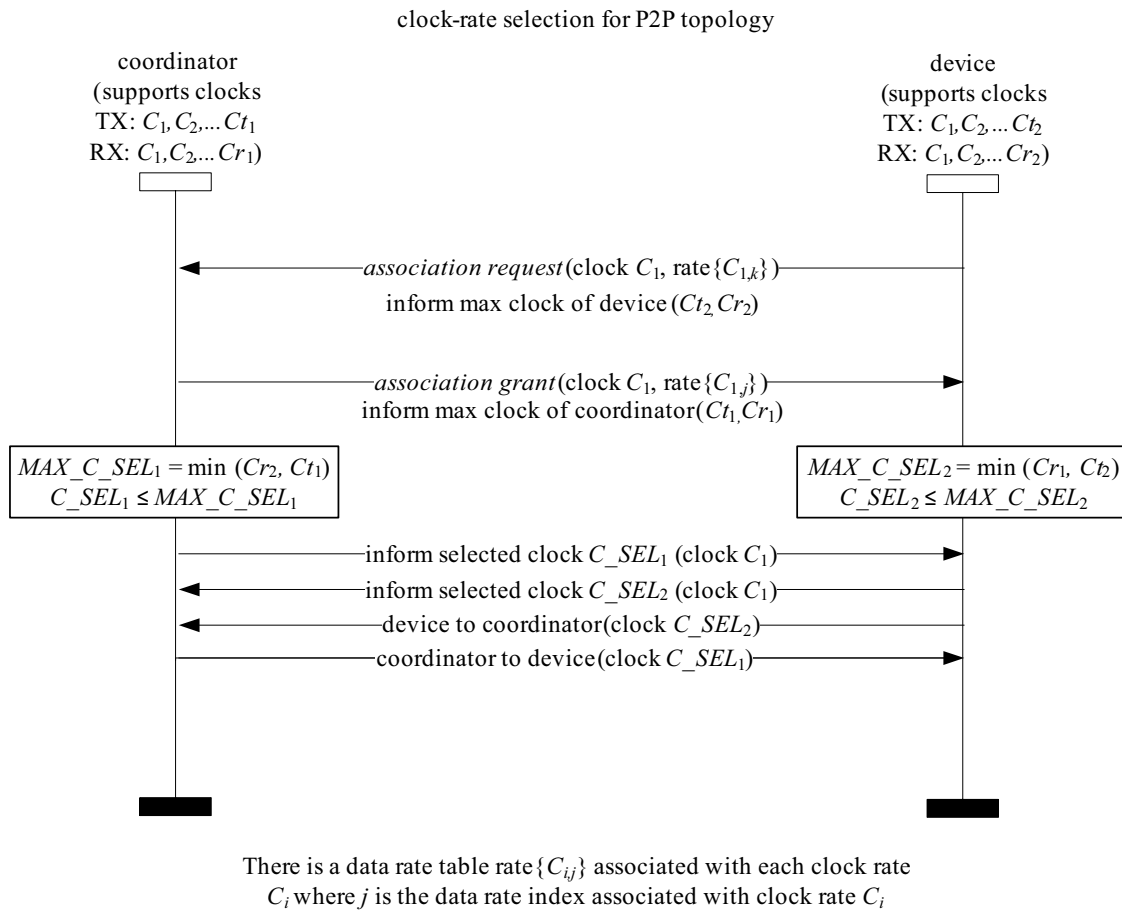 clock-rate selection for P2P topology
coordinator
(supports clocks
TX: C1, C2,... Ct1
RX: C1, C2,... Cr1)
device
(supports clocks
TX: C1, C2,... Ct2
RX: C1, C2,... Cr2)
association request(clock C1, rate{C1,k})
inform max clock of device (Ct2, Cr2)
association grant(clock C1, rate{C1,j})
inform max clock of coordinator(Ct1, Cr1)
MAX_C_SEL1 = min (Cr2, Ct1)
C_SEL1 ≤ MAX_C_SEL1
MAX_C_SEL2 = min (Cr1, Ct2)
C_SEL2 ≤ MAX_C_SEL2
inform selected clock C_SEL1 (clock C1)
inform selected clock C_SEL2 (clock C1)
device to coordinator(clock C_SEL2)
coordinator to device(clock C_SEL1)
There is a data rate table rate{Ci,j} associated with each clock rate
Ci where j is the data rate index associated with clock rate Ci